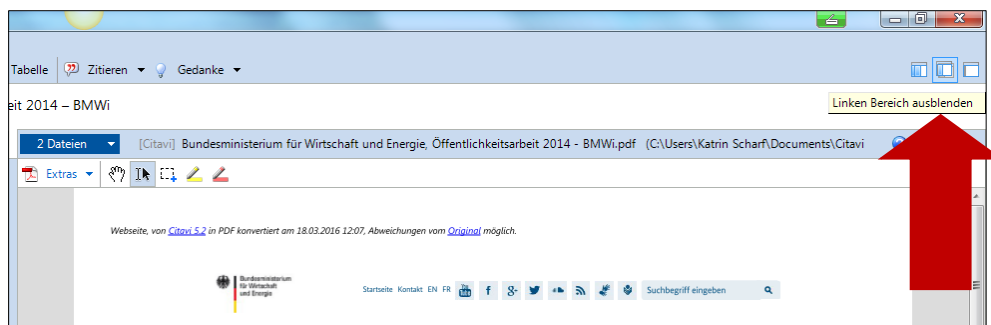 Tabelle Zitieren Gedanke
eit 2014 – BMWi
Linken Bereich ausblenden
2 Dateien [Citavi] Bundesministerium für Wirtschaft und Energie, Öffentlichkeitsarbeit 2014 - BMWi.pdf (C:\Users\Katrin Scharf\Documents\Citavi
Extras
Webseite, von Citavi 5.2 in PDF konvertiert am 18.03.2016 12:07, Abweichungen vom Original möglich.
Bundesministerium
für Wirtschaft
und Energie
Startseite Kontakt EN FR You Tube f g+ Suchbegriff eingeben